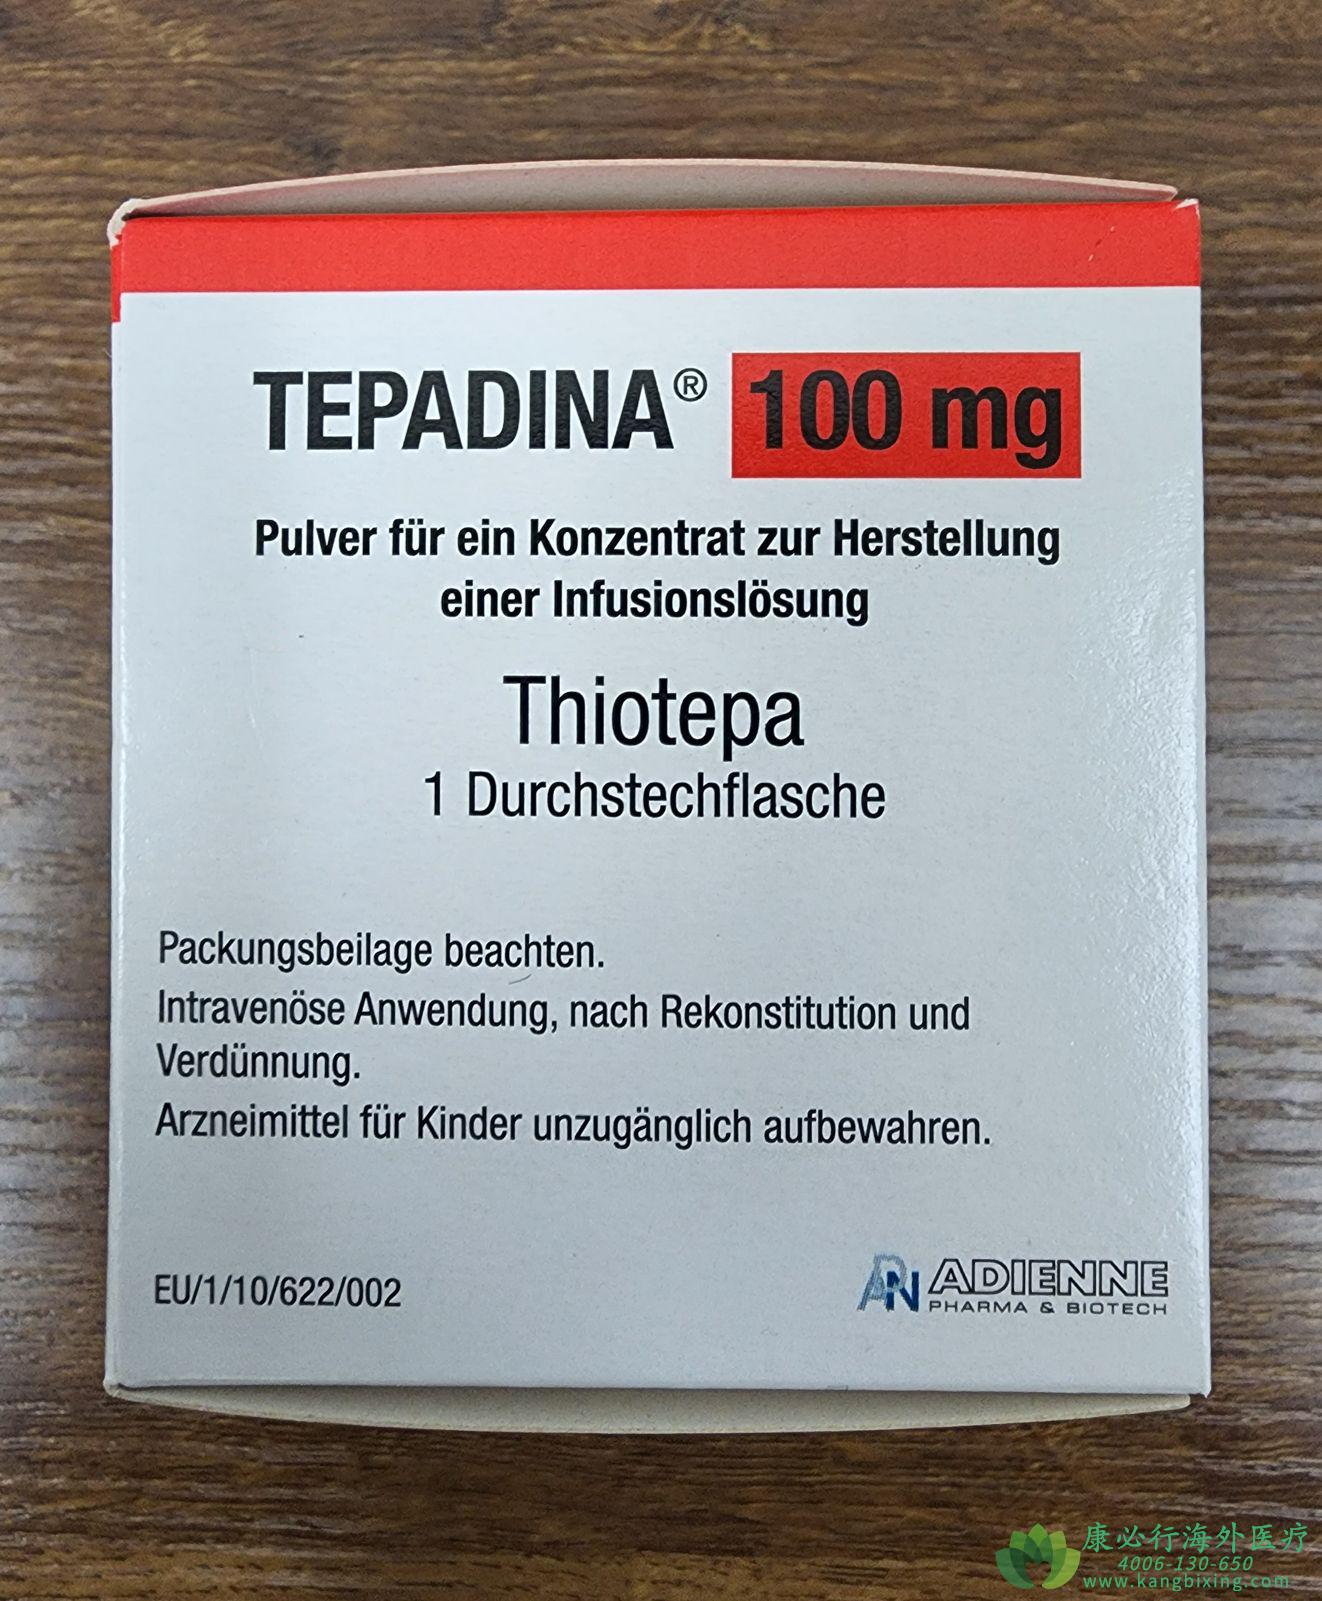 TEPADINA® 100 mg
Pulver für ein Konzentrat zur Herstellung
einer Infusionslösung
Thiotepa
1 Durchstechflasche
Packungsbeilage beachten.
Intravenöse Anwendung, nach Rekonstitution und
Verdünnung.
Arzneimittel für Kinder unzugänglich aufbewahren.
EU/1/10/622/002
ADIENNE
PHARMA & BIOTECH
康必行海外医疗
4006-130-650
www.kangbixing.com